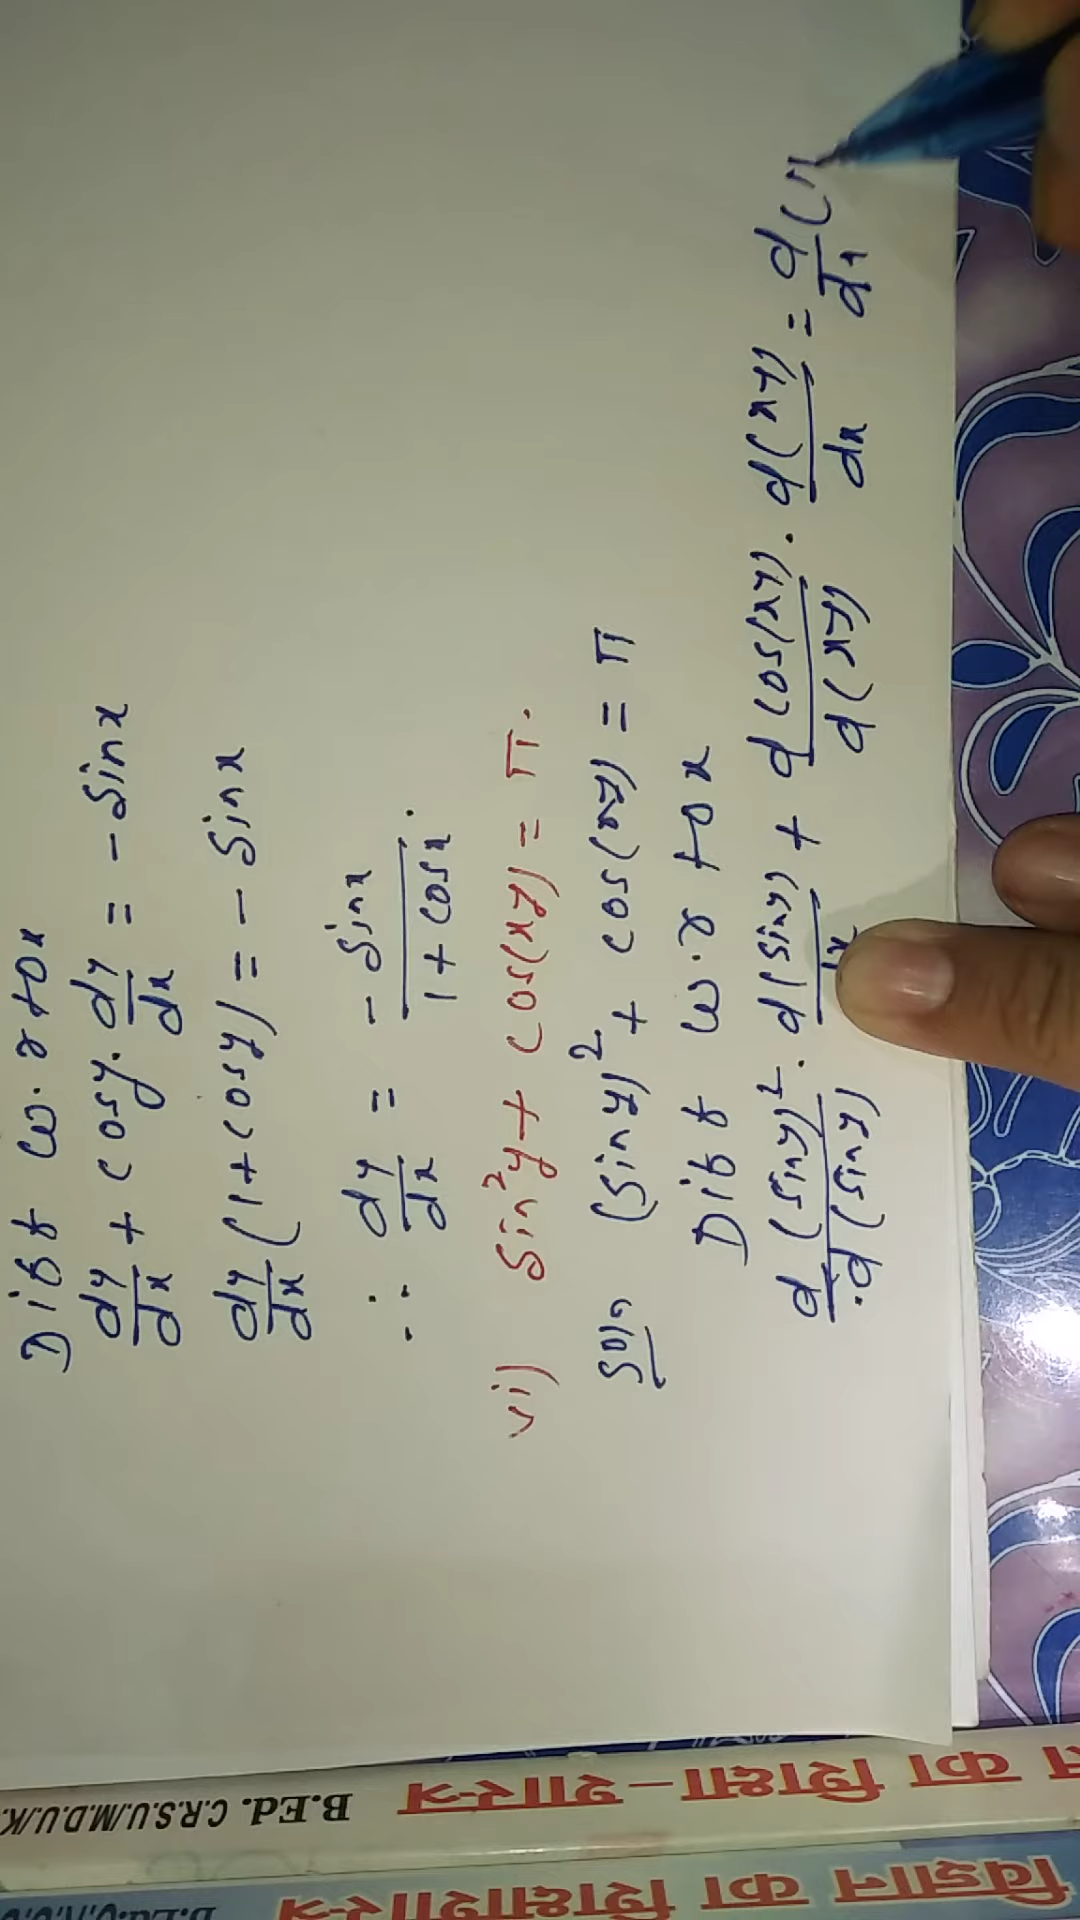 Diff w.r to x
dy/dx + cosy. dy/dx = - Sinx
dy/dx (1 + cosy) = - Sinx
∴ dy/dx = - Sinx / 1 + cosx .
vi) Sin²y + cos(xy) = π.
Soln (Siny)² + cos(xy) = π
Diff w.r to x
d (Siny)² / d(Siny) . d(Siny) / dx + d cos(xy) / d(xy) . d(xy) / dx = d( / dx
B.Ed. C.R.S.U./M.D.U./K.
का शिक्षा-शास्त्र
विज्ञान का शिक्षाशास्त्र